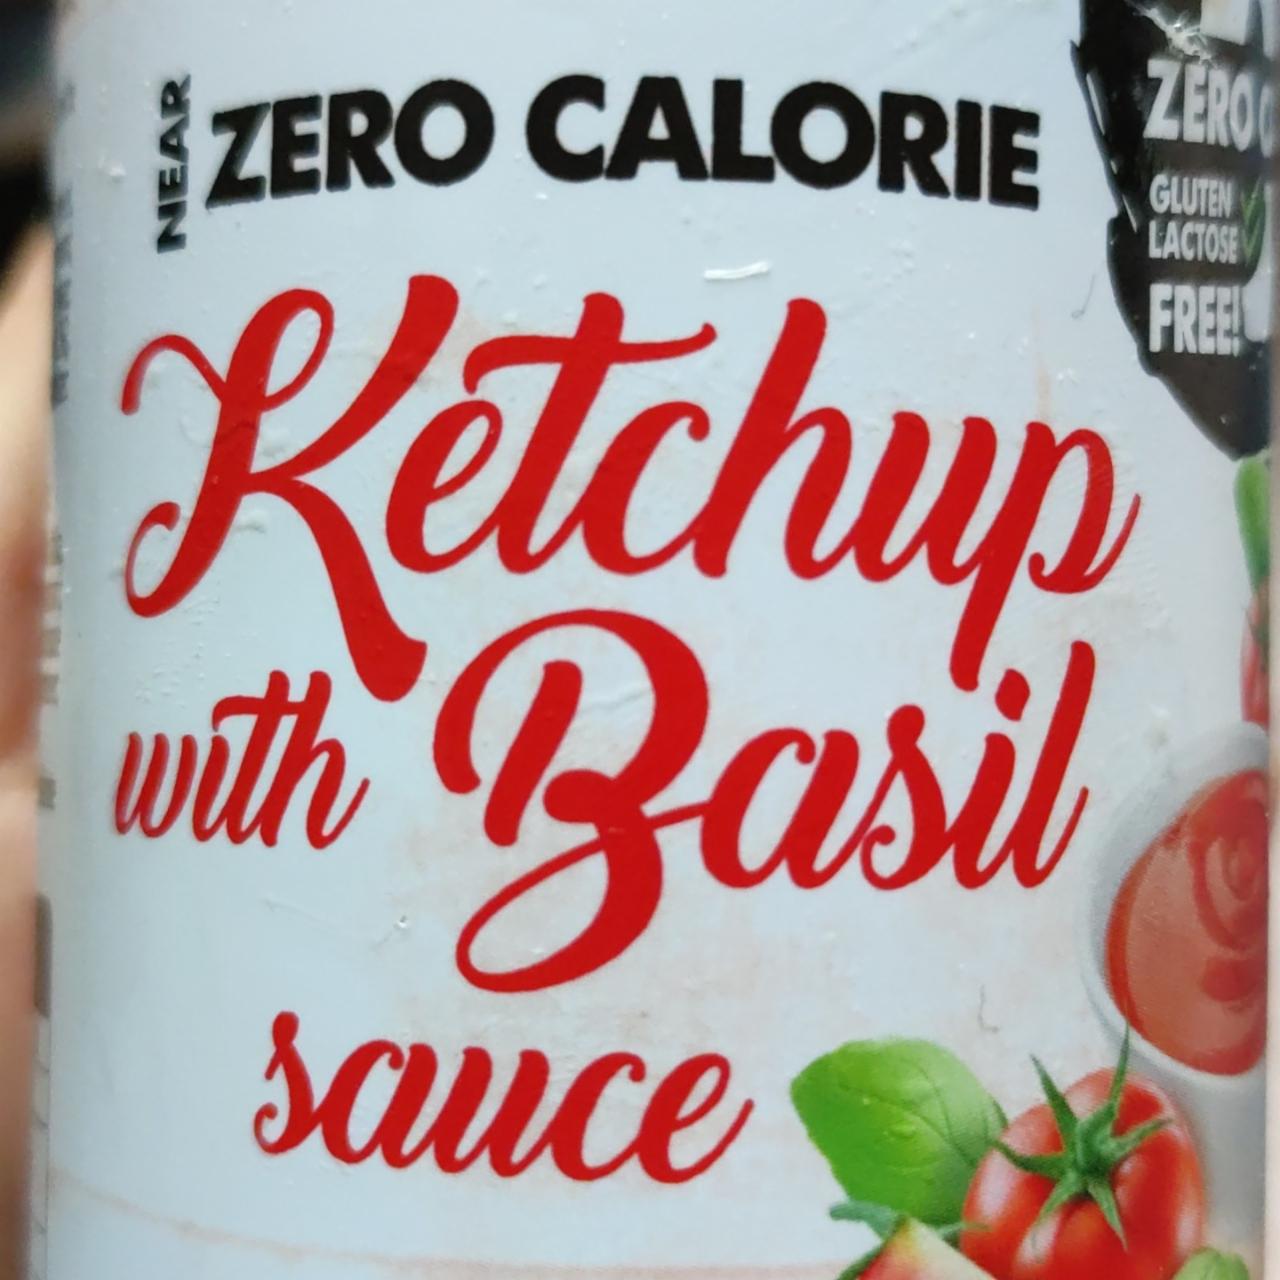 NEAR ZERO CALORIE
Ketchup
with Basil
sauce
ZERO
GLUTEN
LACTOSE
FREE!